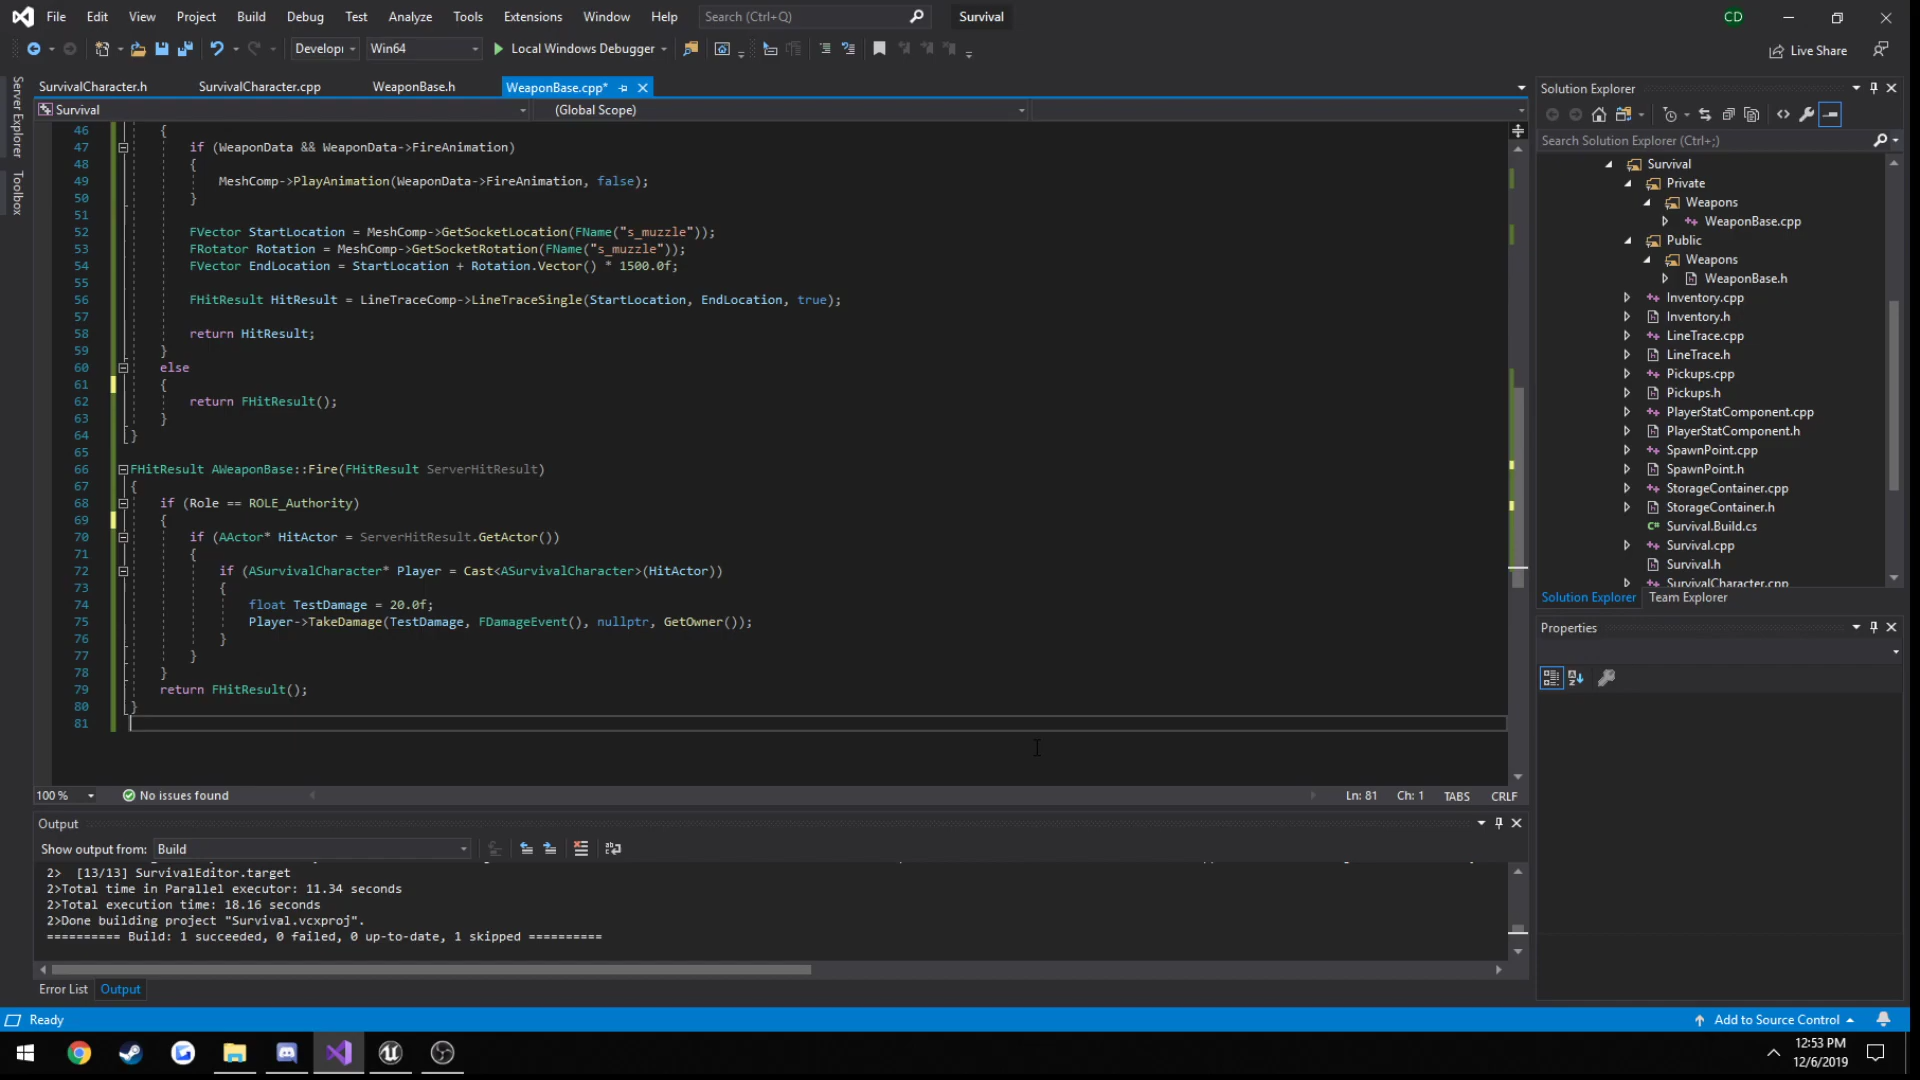 File Edit View Project Build Debug Test Analyze Tools Extensions Window Help Search (Ctrl+Q) Survival CD
Developı Win64 Local Windows Debugger Live Share
Server Explorer
Toolbox
SurvivalCharacter.h SurvivalCharacter.cpp WeaponBase.h WeaponBase.cpp*
Survival (Global Scope)
46 {
47 if (WeaponData && WeaponData->FireAnimation)
48 {
49 MeshComp->PlayAnimation(WeaponData->FireAnimation, false);
50 }
51
52 FVector StartLocation = MeshComp->GetSocketLocation(FName("s_muzzle"));
53 FRotator Rotation = MeshComp->GetSocketRotation(FName("s_muzzle"));
54 FVector EndLocation = StartLocation + Rotation.Vector() * 1500.0f;
55
56 FHitResult HitResult = LineTraceComp->LineTraceSingle(StartLocation, EndLocation, true);
57
58 return HitResult;
59 }
60 else
61 {
62 return FHitResult();
63 }
64 }
65
66 FHitResult AWeaponBase::Fire(FHitResult ServerHitResult)
67 {
68 if (Role == ROLE_Authority)
69 {
70 if (AActor* HitActor = ServerHitResult.GetActor())
71 {
72 if (ASurvivalCharacter* Player = Cast<ASurvivalCharacter>(HitActor))
73 {
74 float TestDamage = 20.0f;
75 Player->TakeDamage(TestDamage, FDamageEvent(), nullptr, GetOwner());
76 }
77 }
78 }
79 return FHitResult();
80 }
81
100 % No issues found Ln: 81 Ch: 1 TABS CRLF
Output
Show output from: Build
2> [13/13] SurvivalEditor.target
2>Total time in Parallel executor: 11.34 seconds
2>Total execution time: 18.16 seconds
2>Done building project "Survival.vcxproj".
========== Build: 1 succeeded, 0 failed, 0 up-to-date, 1 skipped ==========
Error List Output
Solution Explorer
Search Solution Explorer (Ctrl+;)
Survival
Private
Weapons
WeaponBase.cpp
Public
Weapons
WeaponBase.h
Inventory.cpp
Inventory.h
LineTrace.cpp
LineTrace.h
Pickups.cpp
Pickups.h
PlayerStatComponent.cpp
PlayerStatComponent.h
SpawnPoint.cpp
SpawnPoint.h
StorageContainer.cpp
StorageContainer.h
Survival.Build.cs
Survival.cpp
Survival.h
SurvivalCharacter.cpp
Solution Explorer Team Explorer
Properties
Ready Add to Source Control
12:53 PM
12/6/2019